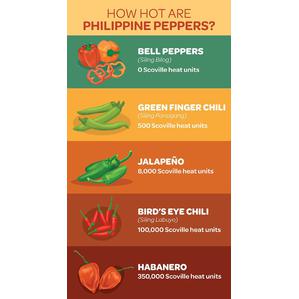 HOW HOT ARE
PHILIPPINE PEPPERS?
BELL PEPPERS
(Siling Bilog)
0 Scoville heat units
GREEN FINGER CHILI
(Siling Panigang)
500 Scoville heat units
JALAPEÑO
8,000 Scoville heat units
BIRD'S EYE CHILI
(Siling Labuyo)
100,000 Scoville heat units
HABANERO
350,000 Scoville heat units